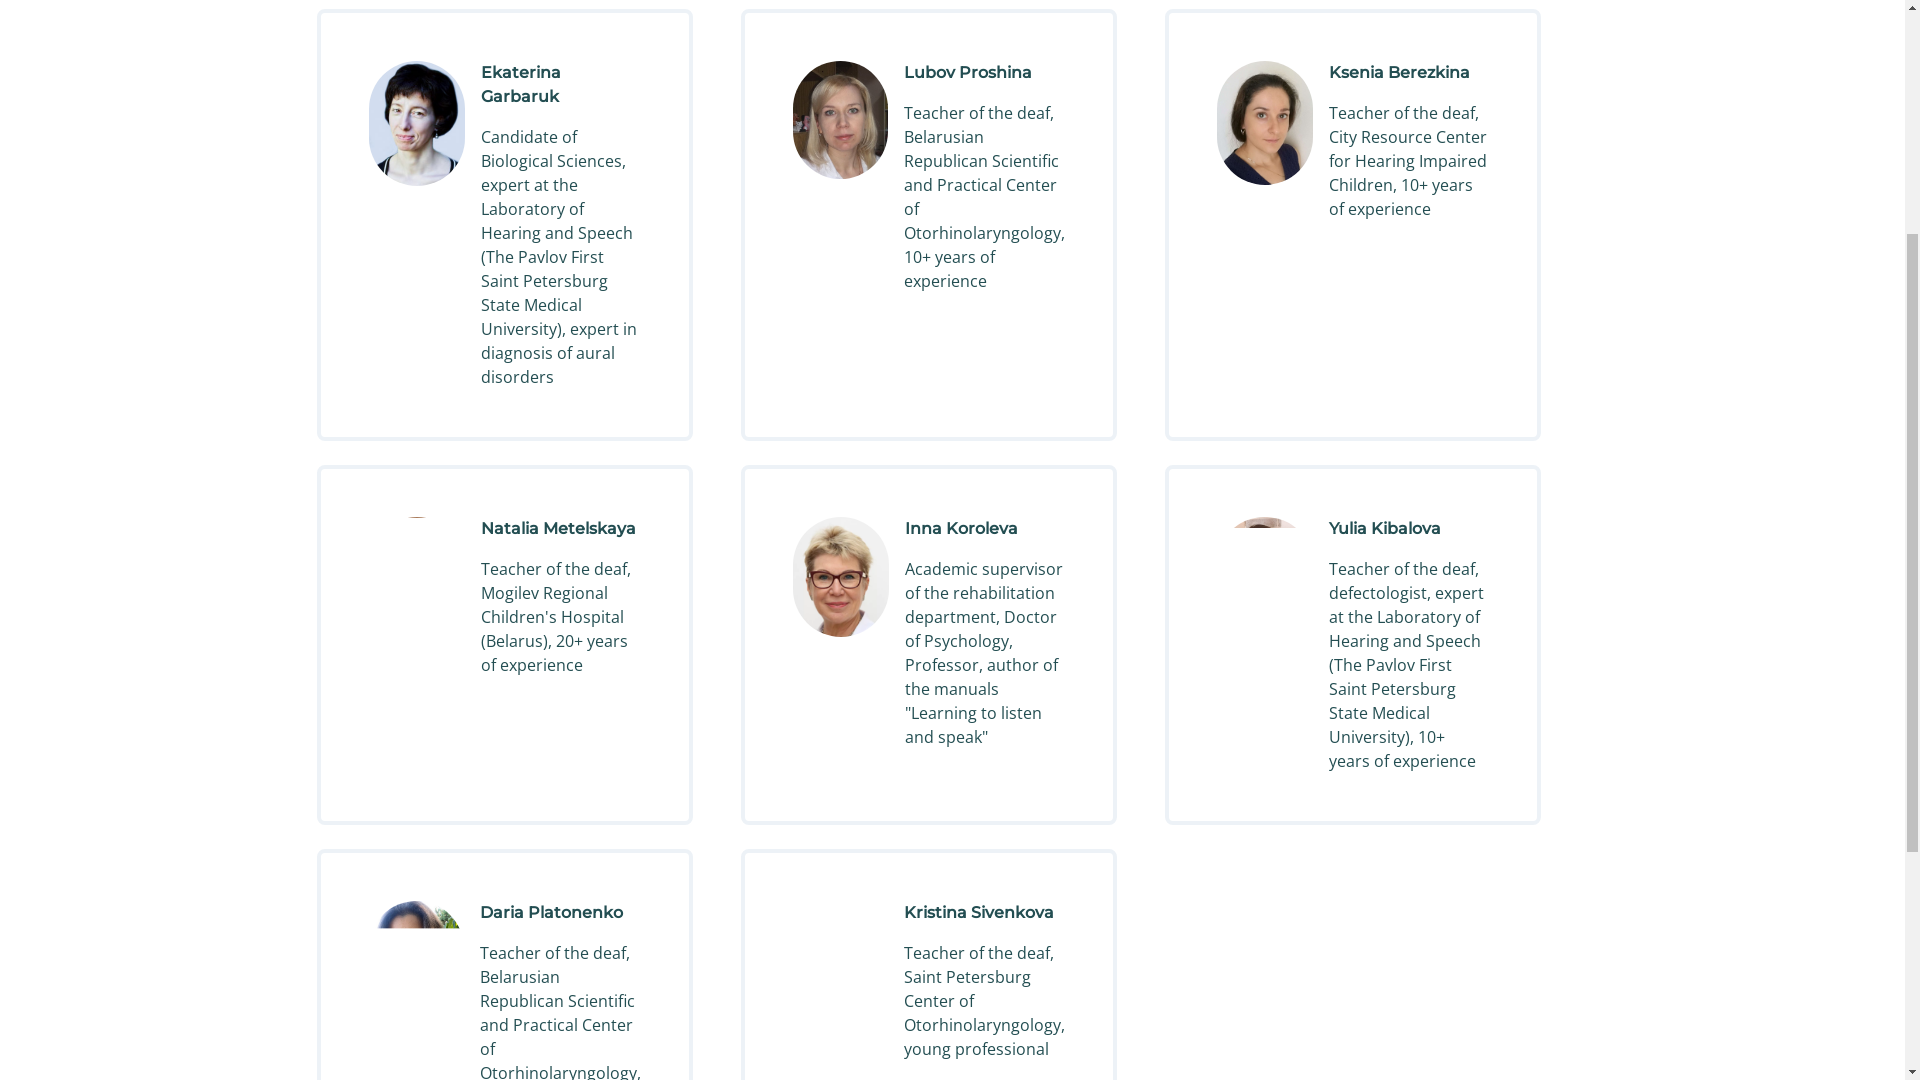 Ekaterina
Garbaruk
Candidate of
Biological Sciences,
expert at the
Laboratory of
Hearing and Speech
(The Pavlov First
Saint Petersburg
State Medical
University), expert in
diagnosis of aural
disorders
Lubov Proshina
Teacher of the deaf,
Belarusian
Republican Scientific
and Practical Center
of
Otorhinolaryngology,
10+ years of
experience
Ksenia Berezkina
Teacher of the deaf,
City Resource Center
for Hearing Impaired
Children, 10+ years
of experience
Natalia Metelskaya
Teacher of the deaf,
Mogilev Regional
Children's Hospital
(Belarus), 20+ years
of experience
Inna Koroleva
Academic supervisor
of the rehabilitation
department, Doctor
of Psychology,
Professor, author of
the manuals
"Learning to listen
and speak"
Yulia Kibalova
Teacher of the deaf,
defectologist, expert
at the Laboratory of
Hearing and Speech
(The Pavlov First
Saint Petersburg
State Medical
University), 10+
years of experience
Daria Platonenko
Teacher of the deaf,
Belarusian
Republican Scientific
and Practical Center
of
Otorhinolaryngology,
Kristina Sivenkova
Teacher of the deaf,
Saint Petersburg
Center of
Otorhinolaryngology,
young professional